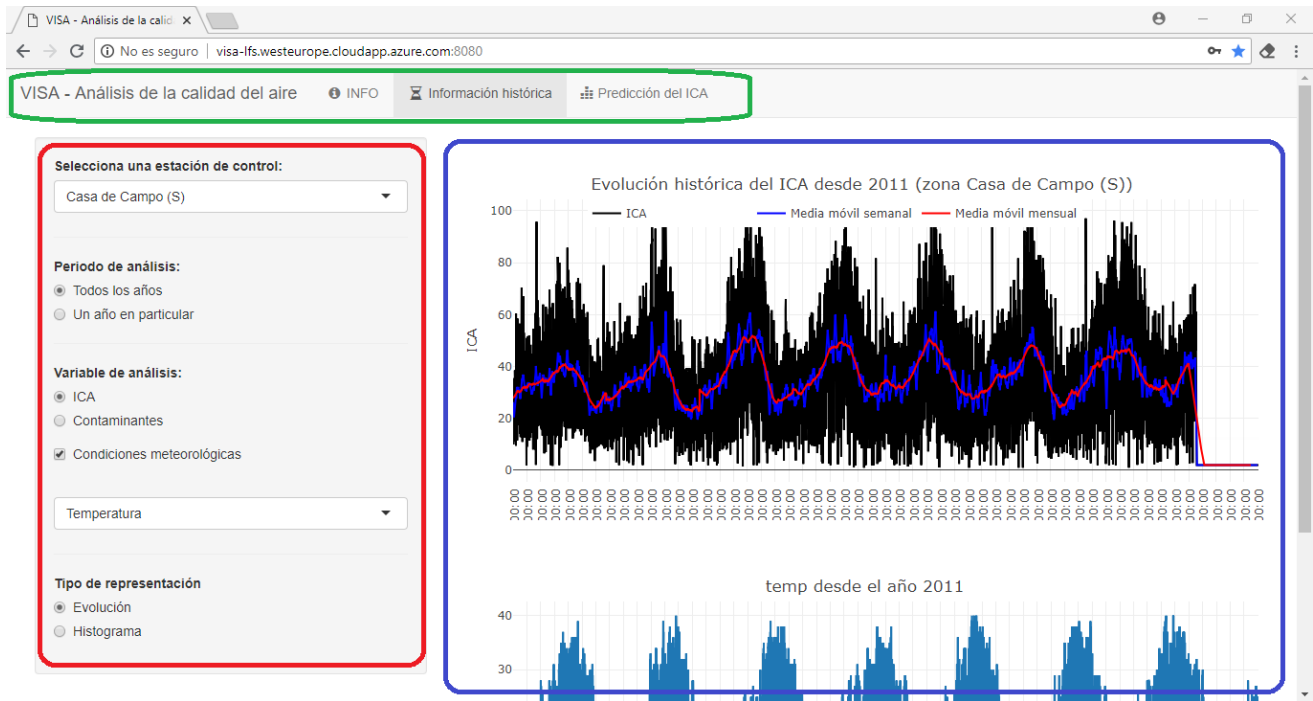 VISA - Análisis de la calid
No es seguro | visa-lfs.westeurope.cloudapp.azure.com:8080
VISA - Análisis de la calidad del aire INFO Información histórica Predicción del ICA
Selecciona una estación de control:
Casa de Campo (S)
Periodo de análisis:
Todos los años
Un año en particular
Variable de análisis:
ICA
Contaminantes
Condiciones meteorológicas
Temperatura
Tipo de representación
Evolución
Histograma
Evolución histórica del ICA desde 2011 (zona Casa de Campo (S))
ICA Media móvil semanal Media móvil mensual
100
80
60
40
20
0
ICA
temp desde el año 2011
40
30